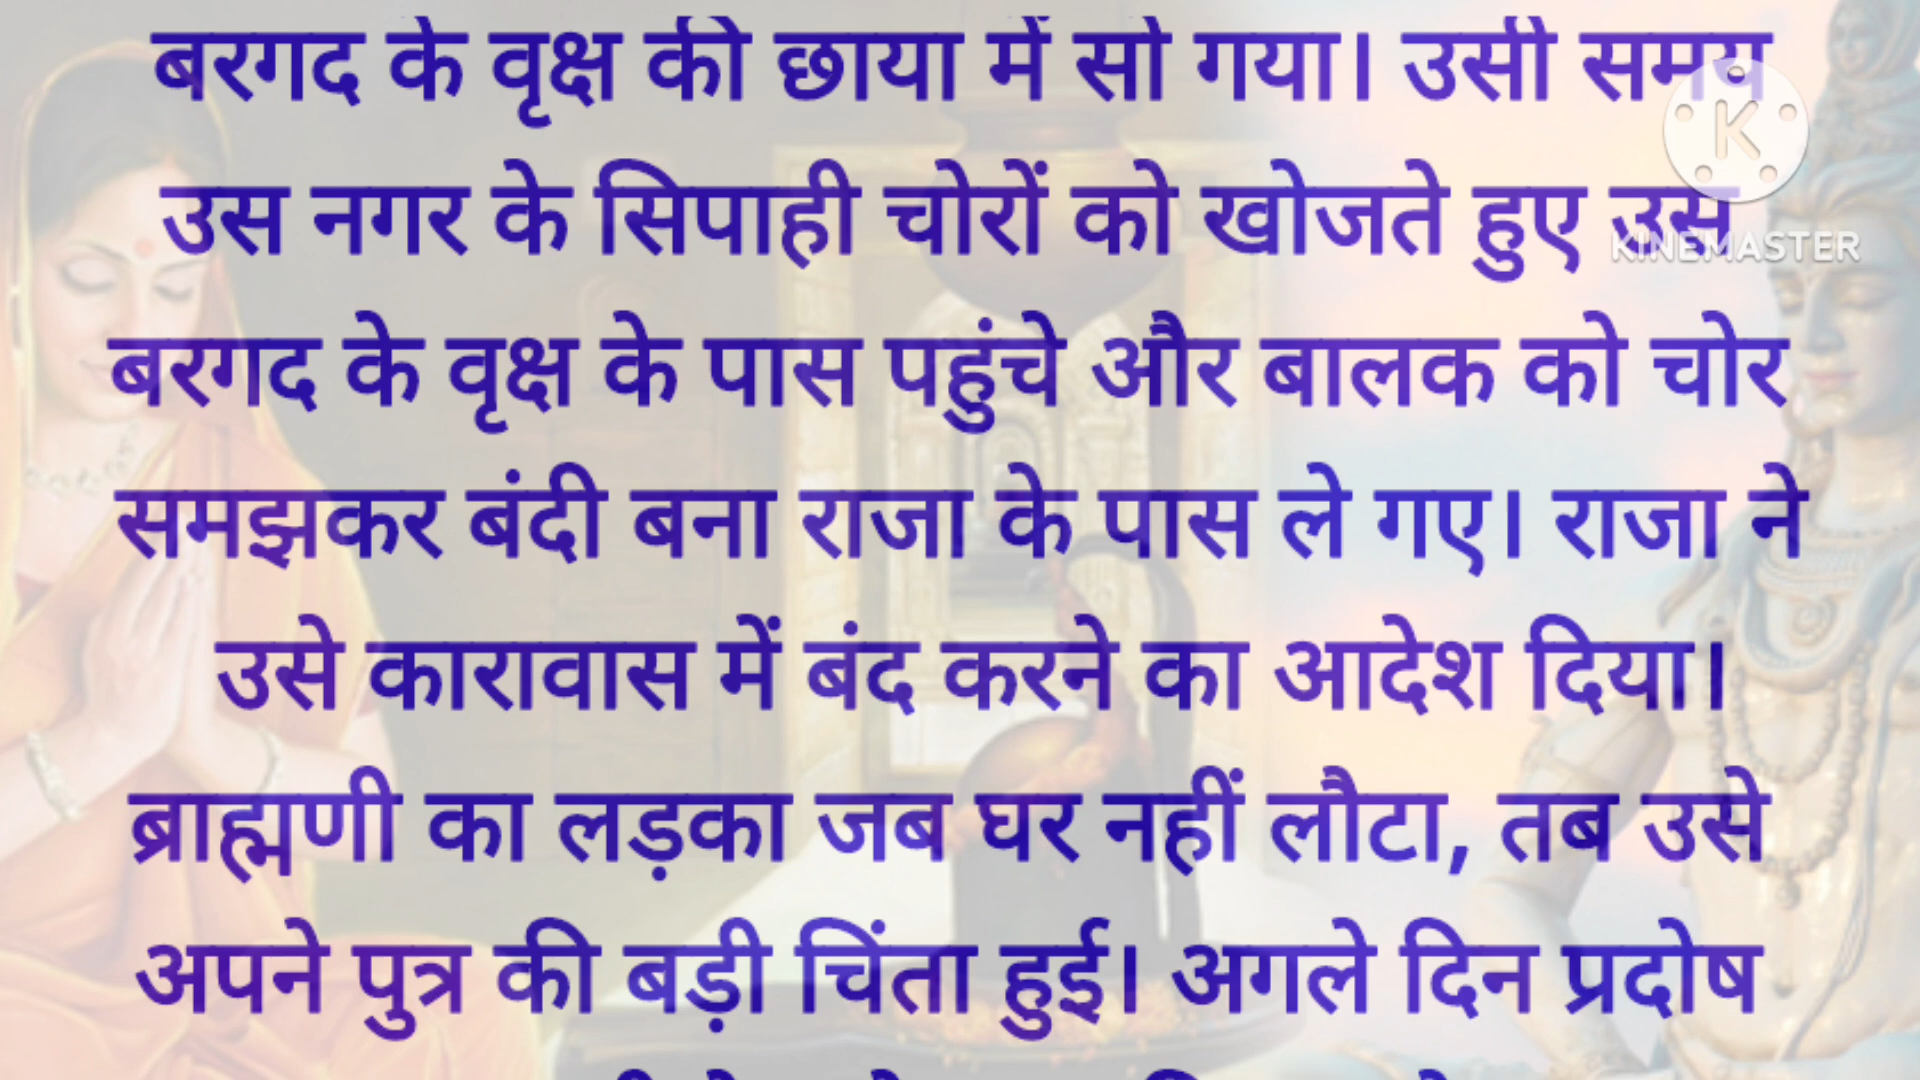 बरगद के वृक्ष की छाया में सो गया। उसी समय
K
उस नगर के सिपाही चोरों को खोजते हुए उस
KINEMASTER
बरगद के वृक्ष के पास पहुंचे और बालक को चोर
समझकर बंदी बना राजा के पास ले गए। राजा ने
उसे कारावास में बंद करने का आदेश दिया।
ब्राह्मणी का लड़का जब घर नहीं लौटा, तब उसे
अपने पुत्र की बड़ी चिंता हुई। अगले दिन प्रदोष